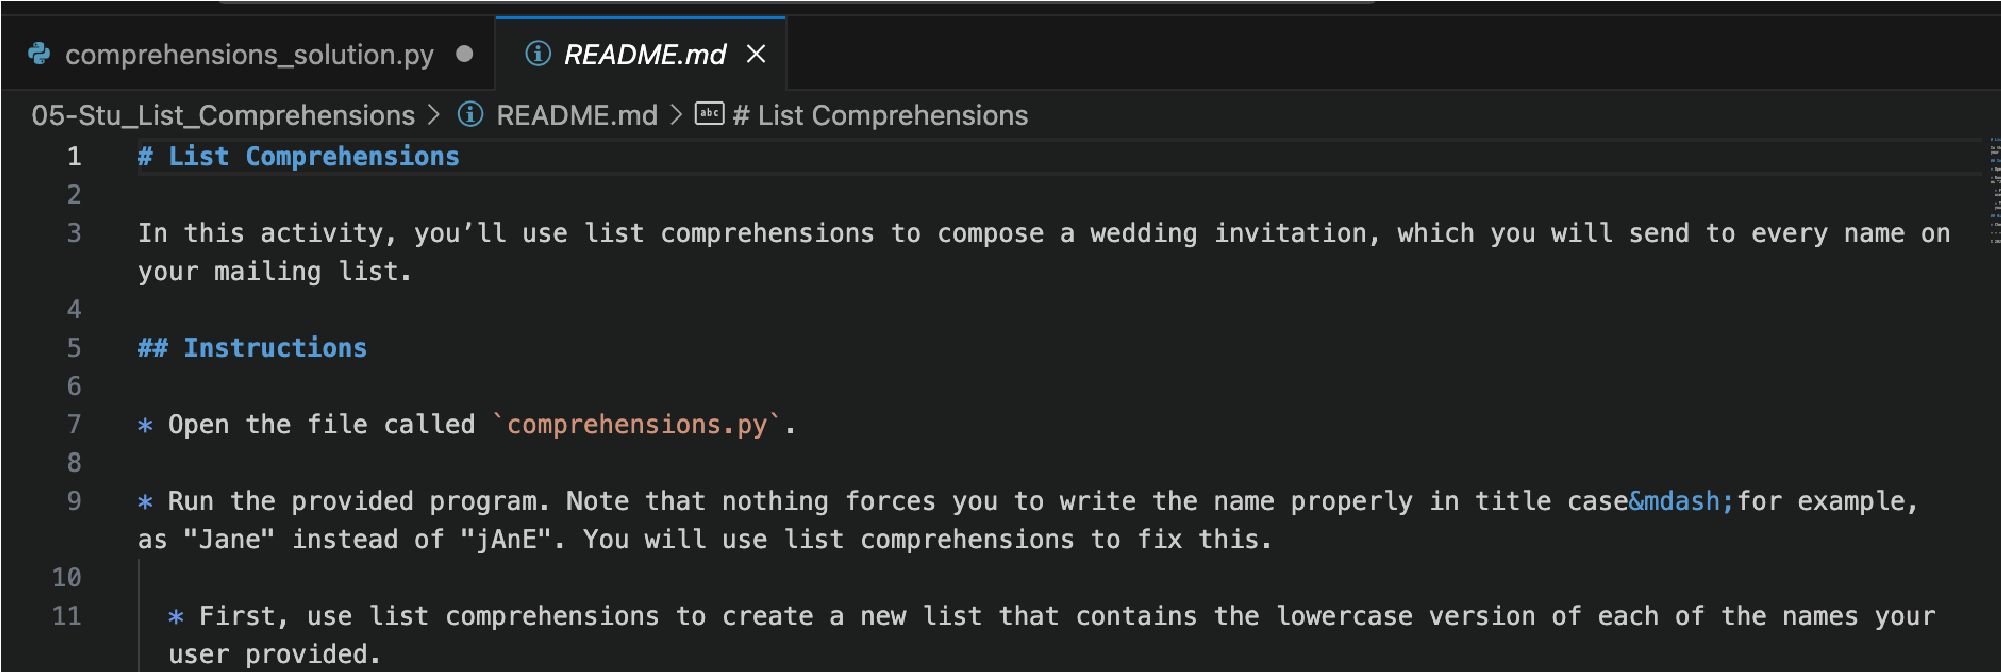 comprehensions_solution.py
README.md
05-Stu_List_Comprehensions > README.md > abc # List Comprehensions
1 # List Comprehensions
2
3 In this activity, you’ll use list comprehensions to compose a wedding invitation, which you will send to every name on
your mailing list.
4
5 ## Instructions
6
7 * Open the file called `comprehensions.py`.
8
9 * Run the provided program. Note that nothing forces you to write the name properly in title case&mdash;for example,
as "Jane" instead of "jAnE". You will use list comprehensions to fix this.
10
11 * First, use list comprehensions to create a new list that contains the lowercase version of each of the names your
user provided.